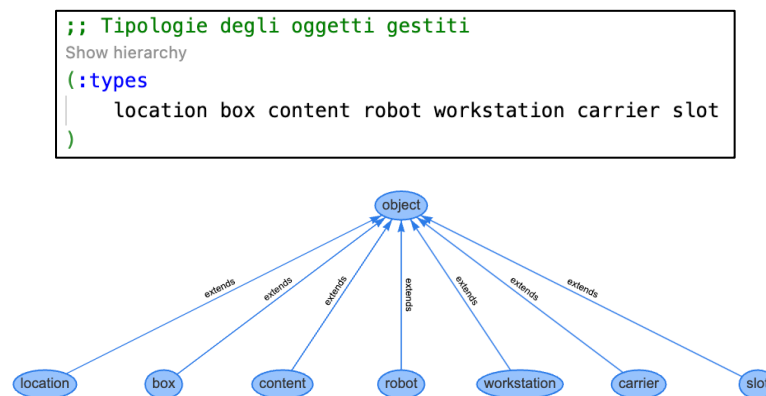 ;; Tipologie degli oggetti gestiti
Show hierarchy
(:types
location box content robot workstation carrier slot
)
object
extends extends extends extends extends extends extends
location box content robot workstation carrier slot